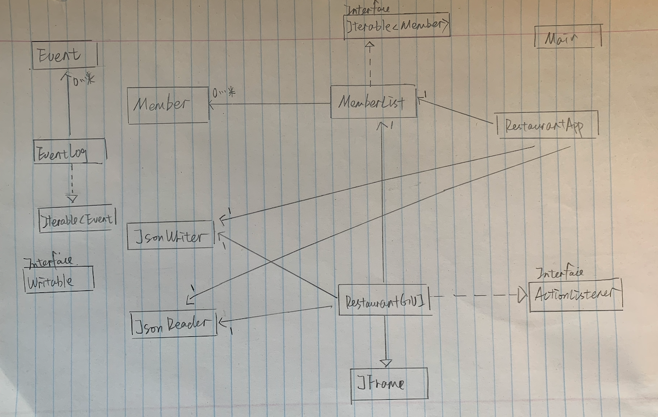 Interface
Iterable<Member>
Main
Event
0...*
Member
0...*
MemberList
1
RestaurantApp
EventLog
1
Iterable<Event
1
JsonWriter
1
Interface
Writable
1
JsonReader
1
RestaurantGUI
Interface
ActionListener
JFrame